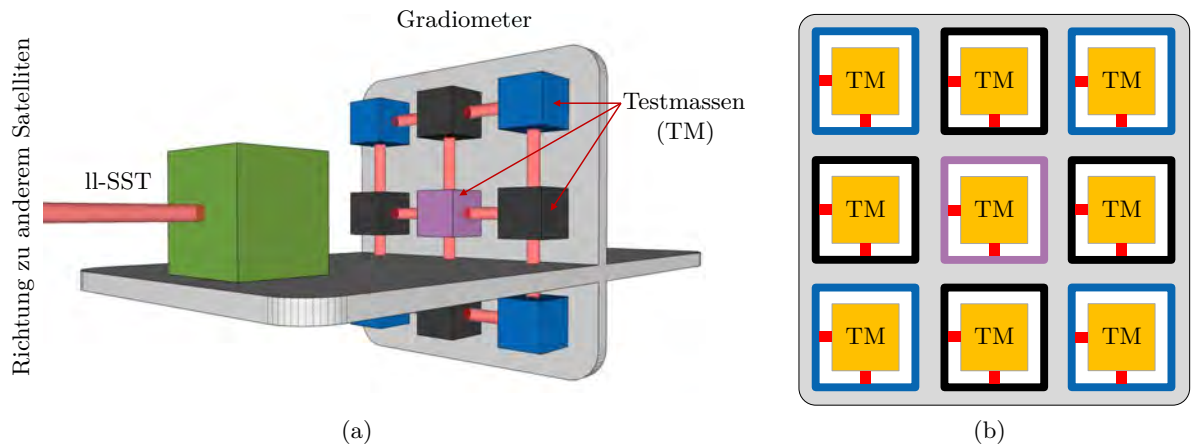 Gradiometer
Richtung zu anderem Satelliten
ll-SST
Testmassen
(TM)
(a)
TM TM TM
TM TM TM
TM TM TM
(b)